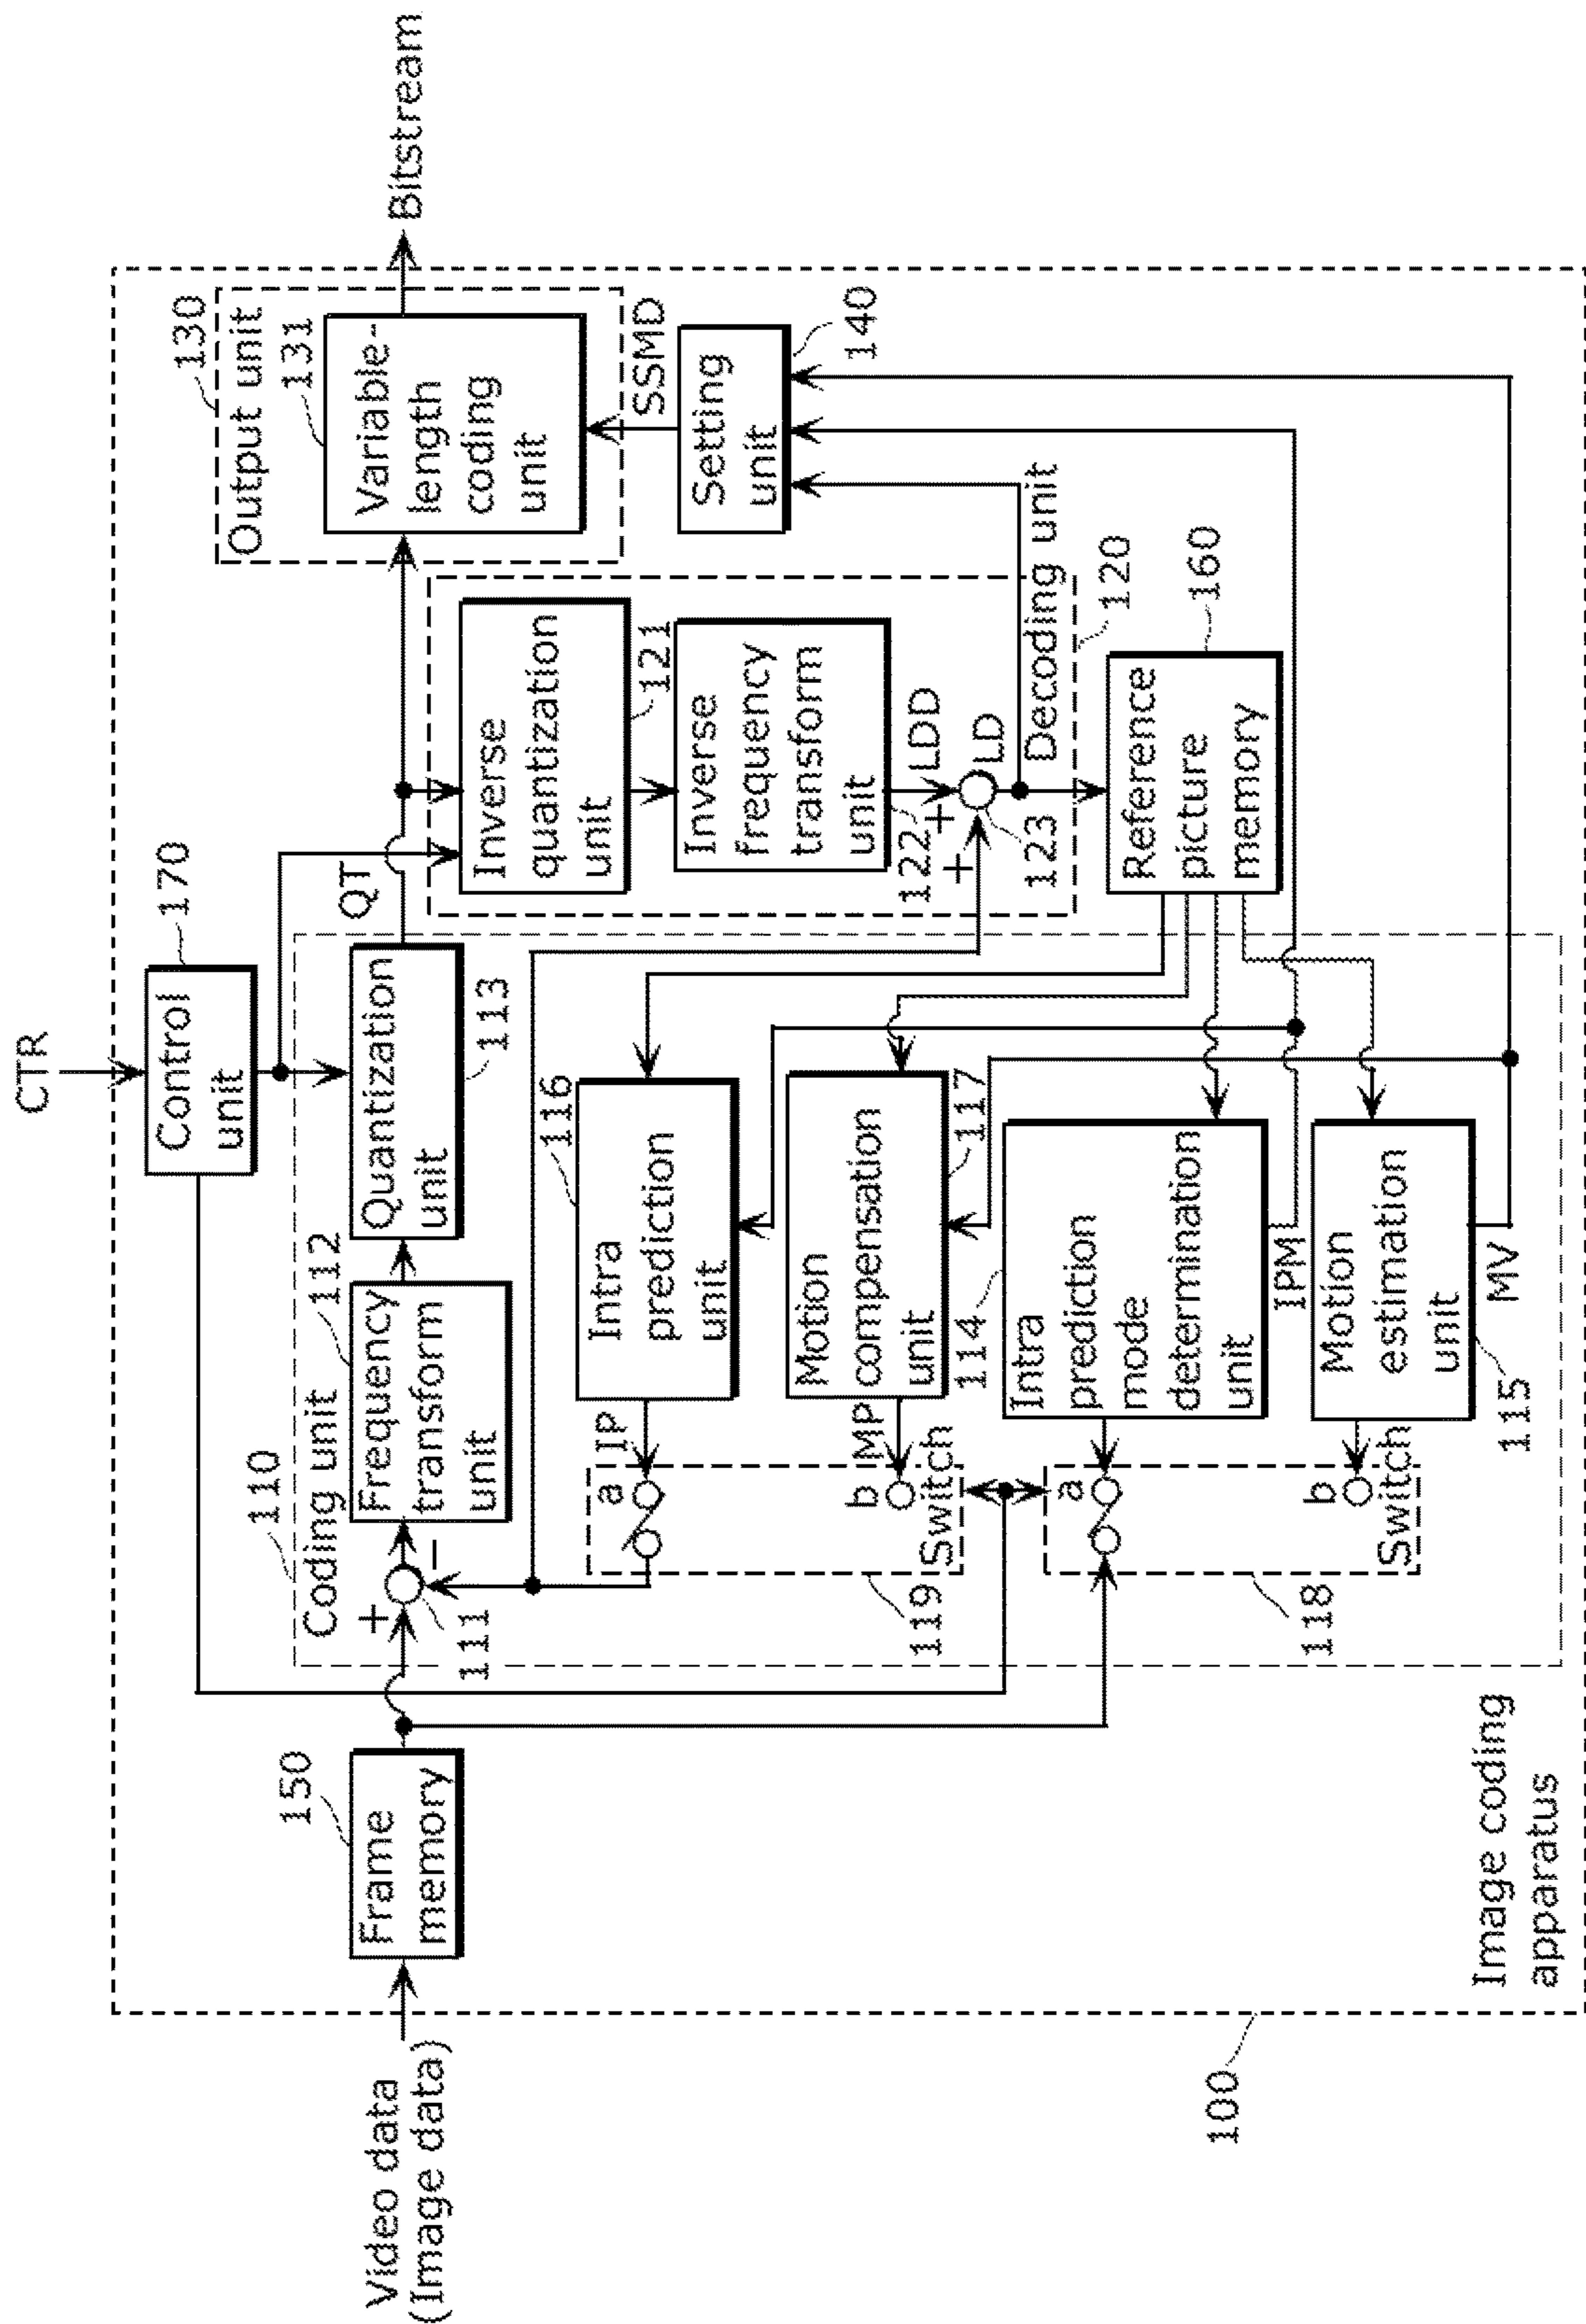 CTR
130
Output unit
131
Variable-
length
coding
unit
Bitstream
170
Control
unit
QT
110
Coding unit
112
Frequency
transform
unit
Quantization
unit
113
150
Frame
memory
Video data
(Image data)
+
-
111
Inverse
quantization
unit
121
Inverse
frequency
transform
unit
122
LDD
+
+
LD
123
Decoding unit
120
SSMD
Setting
unit
140
116
Intra
prediction
unit
IP
a
b
MP
Switch
119
Motion
compensation
unit
117
Reference
picture
memory
160
114
Intra
prediction
mode
determination
unit
IPM
a
b
Switch
118
Motion
estimation
unit
115
MV
Image coding
apparatus
100